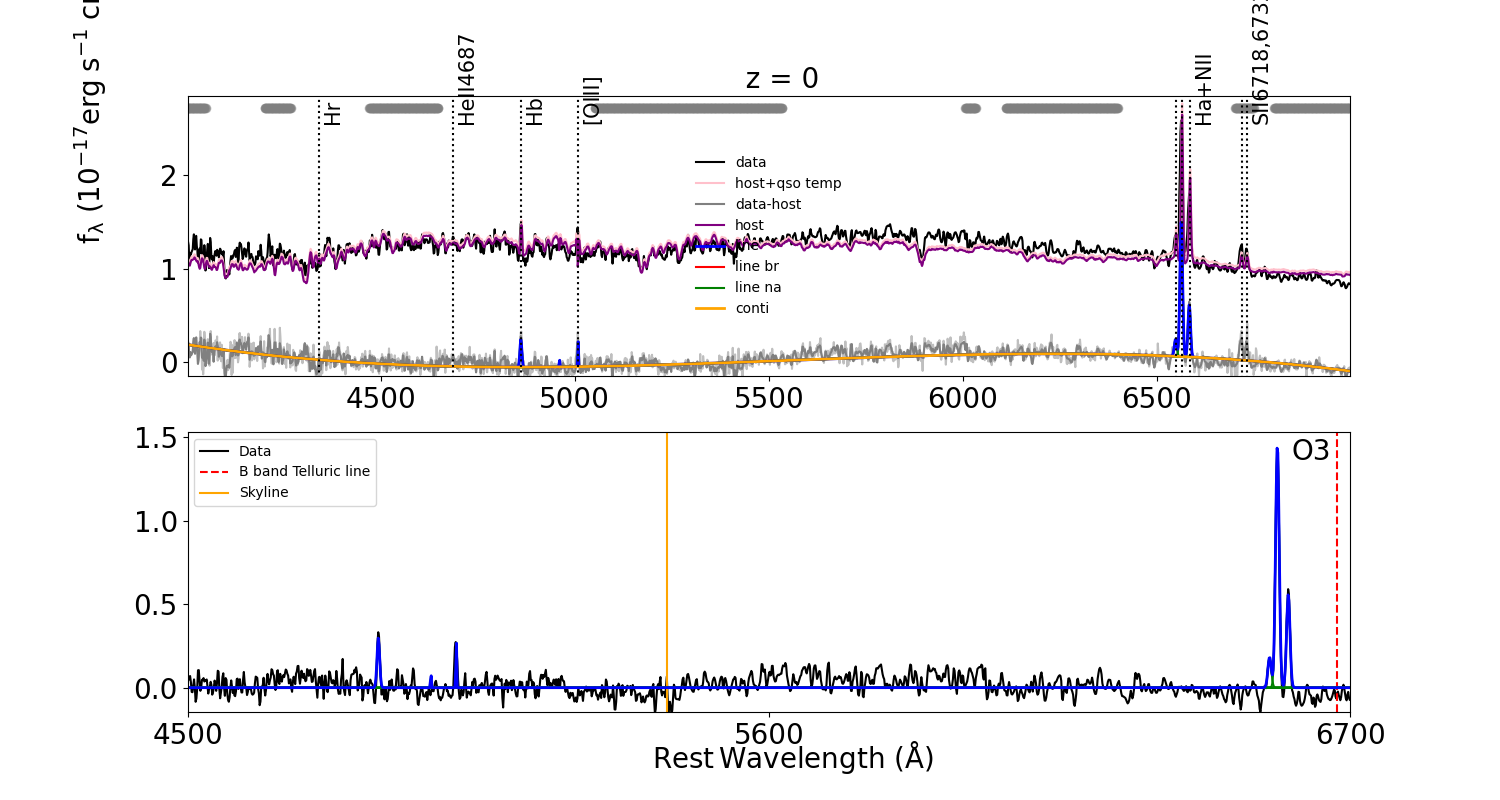 f_λ (10^−17 erg s^−1 c
z = 0
Hr
HeII4687
Hb
[OIII]
Ha+NII
SII6718,673
data
host+qso temp
data-host
host
line br
line na
conti
2
1
0
4500
5000
5500
6000
6500
1.5
1.0
0.5
0.0
Data
B band Telluric line
Skyline
O3
4500
5600
6700
Rest Wavelength (Å)